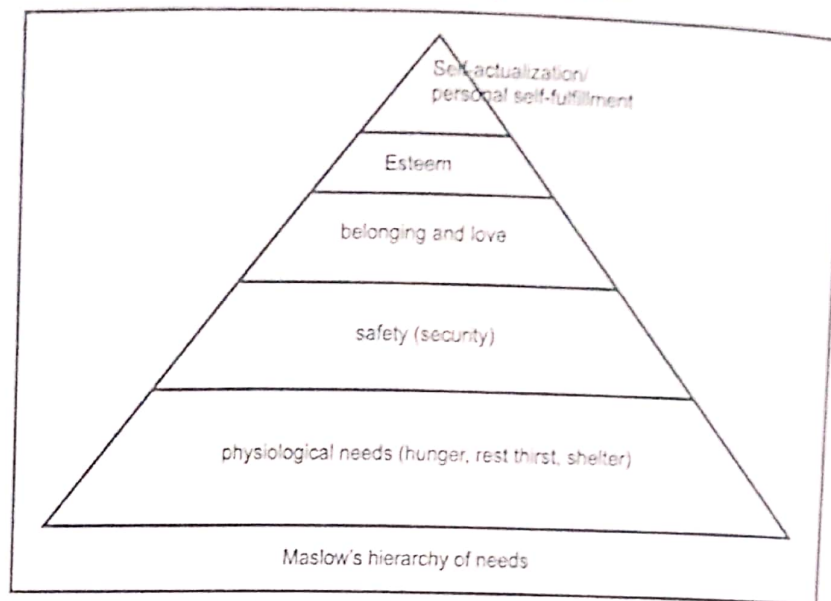 Self-actualization/
personal self-fulfillment
Esteem
belonging and love
safety (security)
physiological needs (hunger, rest thirst, shelter)
Maslow's hierarchy of needs